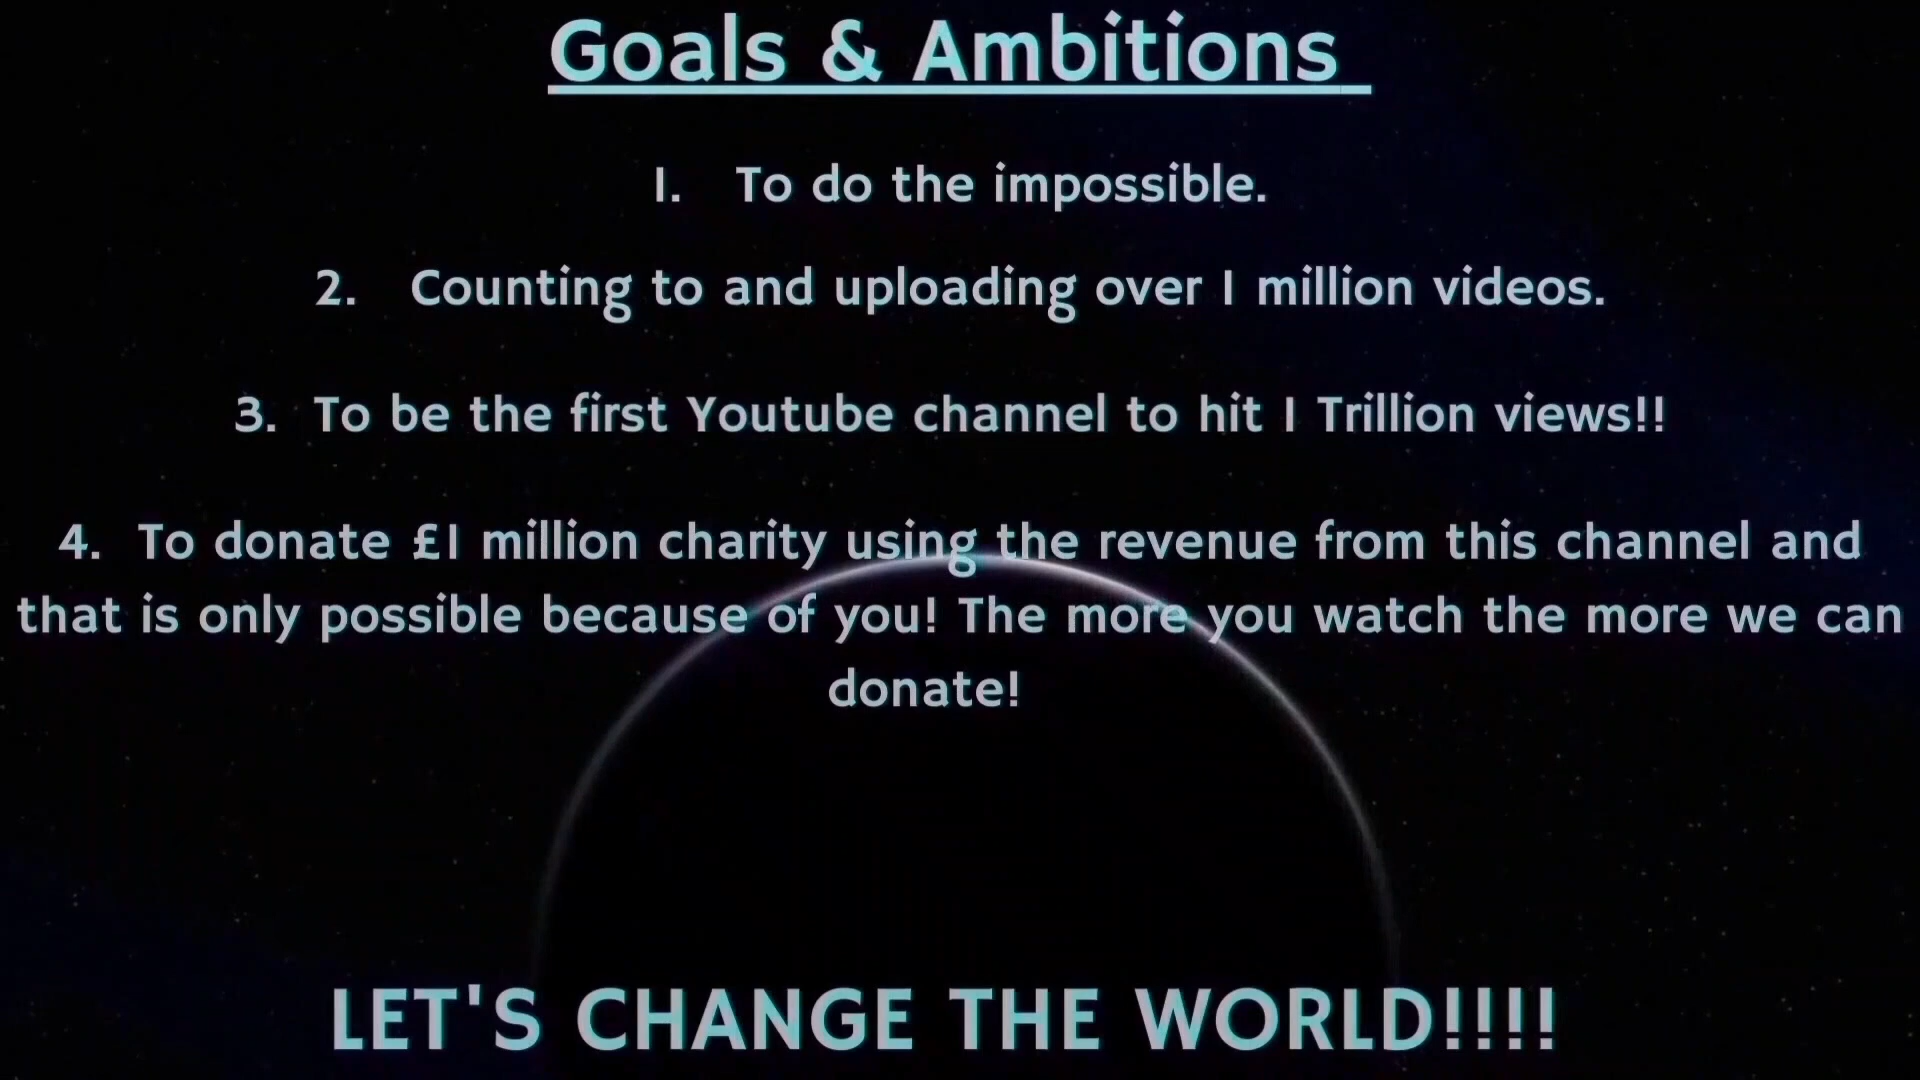 Goals & Ambitions
1. To do the impossible.
2. Counting to and uploading over 1 million videos.
3. To be the first Youtube channel to hit 1 Trillion views!!
4. To donate £1 million charity using the revenue from this channel and
that is only possible because of you! The more you watch the more we can
donate!
LET'S CHANGE THE WORLD!!!!